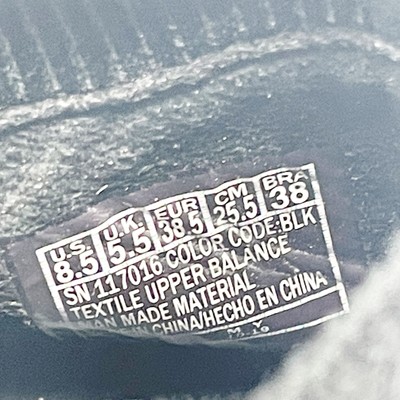 U.S. U.K. EUR CM BRA
8.5 5.5 38.5 25.5 38
SN 117016 COLOR CODE:BLK
TEXTILE UPPER BALANCE
MAN MADE MATERIAL
IN CHINA/HECHO EN CHINA
M. Y.